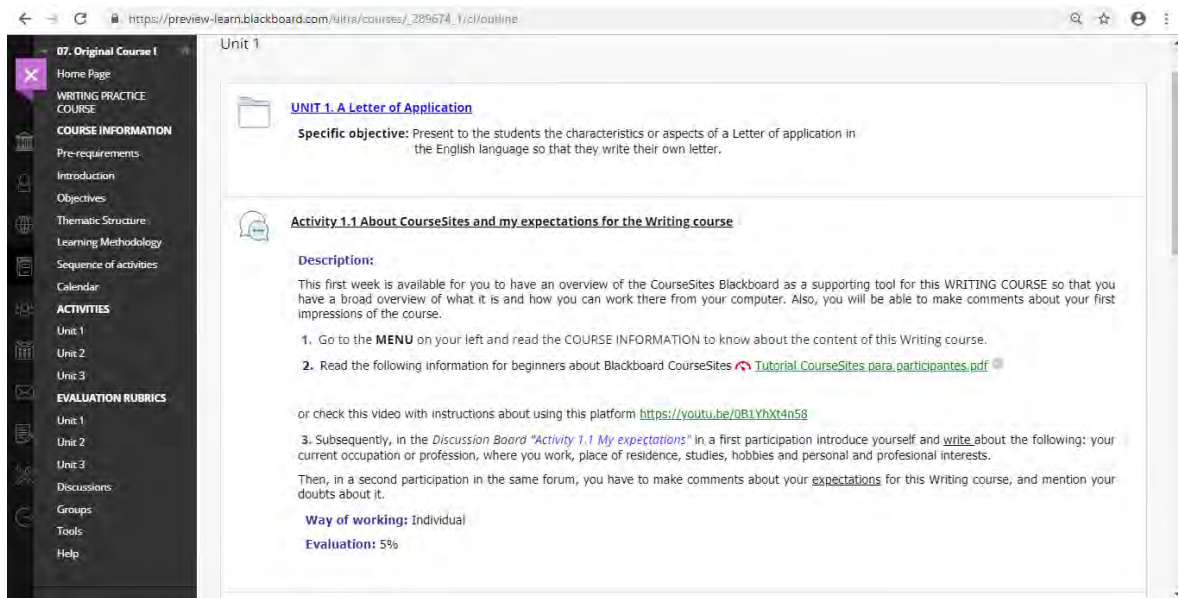 https://preview-learn.blackboard.com/ultra/courses/_289674_1/cl/outline
07. Original Course I
Home Page
WRITING PRACTICE
COURSE
COURSE INFORMATION
Pre-requirements
Introduction
Objectives
Thematic Structure
Learning Methodology
Sequence of activities
Calendar
ACTIVITIES
Unit 1
Unit 2
Unit 3
EVALUATION RUBRICS
Unit 1
Unit 2
Unit 3
Discussions
Groups
Tools
Help
Unit 1
UNIT 1. A Letter of Application
Specific objective: Present to the students the characteristics or aspects of a Letter of application in
the English language so that they write their own letter.
Activity 1.1 About CourseSites and my expectations for the Writing course
Description:
This first week is available for you to have an overview of the CourseSites Blackboard as a supporting tool for this WRITING COURSE so that you
have a broad overview of what it is and how you can work there from your computer. Also, you will be able to make comments about your first
impressions of the course.
1. Go to the MENU on your left and read the COURSE INFORMATION to know about the content of this Writing course.
2. Read the following information for beginners about Blackboard CourseSites Tutorial CourseSites para participantes.pdf
or check this video with instructions about using this platform https://youtu.be/0B1YhXt4n58
3. Subsequently, in the Discussion Board "Activity 1.1 My expectations" in a first participation introduce yourself and write about the following: your
current occupation or profession, where you work, place of residence, studies, hobbies and personal and profesional interests.
Then, in a second participation in the same forum, you have to make comments about your expectations for this Writing course, and mention your
doubts about it.
Way of working: Individual
Evaluation: 5%